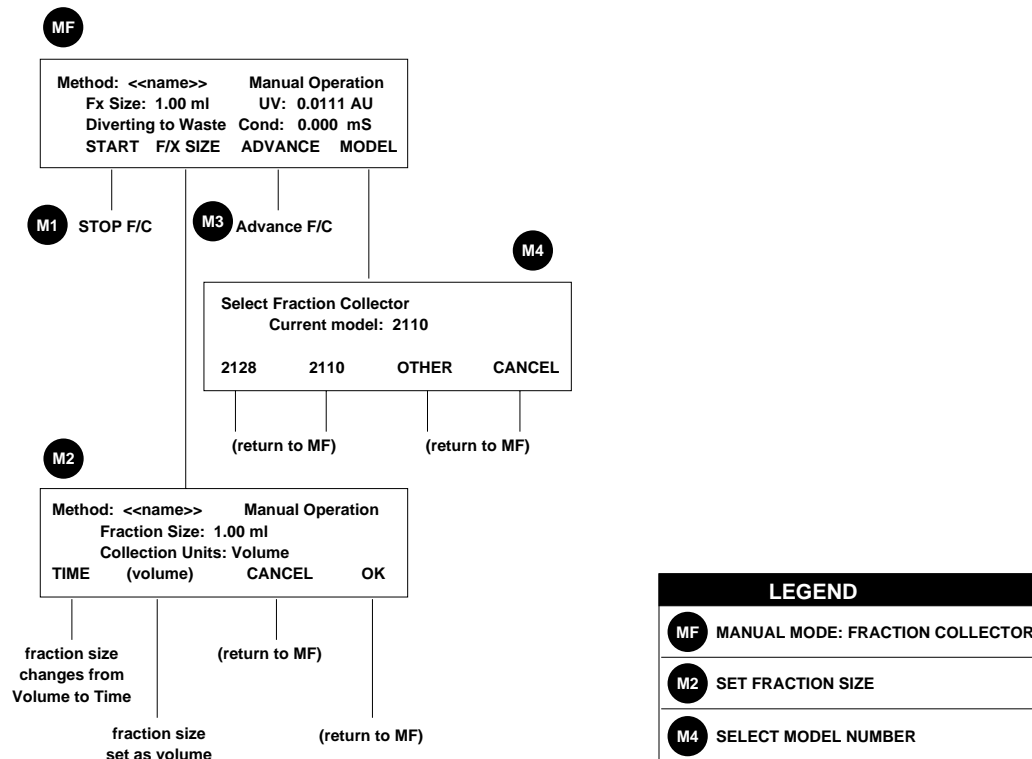 MF
Method: <<name>> Manual Operation
Fx Size: 1.00 ml UV: 0.0111 AU
Diverting to Waste Cond: 0.000 mS
START F/X SIZE ADVANCE MODEL
M1 STOP F/C M3 Advance F/C
M4
Select Fraction Collector
Current model: 2110
2128 2110 OTHER CANCEL
(return to MF) (return to MF)
M2
Method: <<name>> Manual Operation
Fraction Size: 1.00 ml
Collection Units: Volume
TIME (volume) CANCEL OK
fraction size
changes from
Volume to Time
(return to MF)
fraction size
set as volume
(return to MF)
LEGEND
MF MANUAL MODE: FRACTION COLLECTOR
M2 SET FRACTION SIZE
M4 SELECT MODEL NUMBER